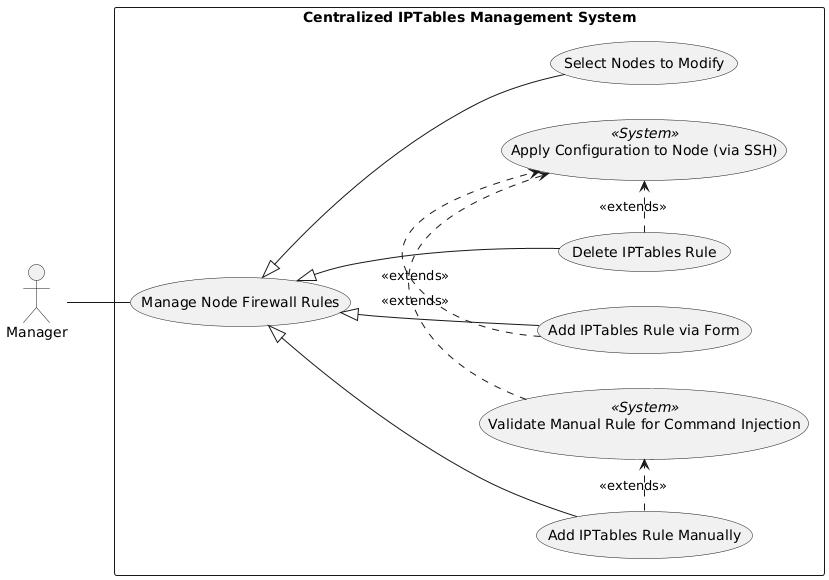 Centralized IPTables Management System
Select Nodes to Modify
«System»
Apply Configuration to Node (via SSH)
«extends»
Delete IPTables Rule
«extends»
«extends»
Manage Node Firewall Rules
Manager
Add IPTables Rule via Form
«System»
Validate Manual Rule for Command Injection
«extends»
Add IPTables Rule Manually